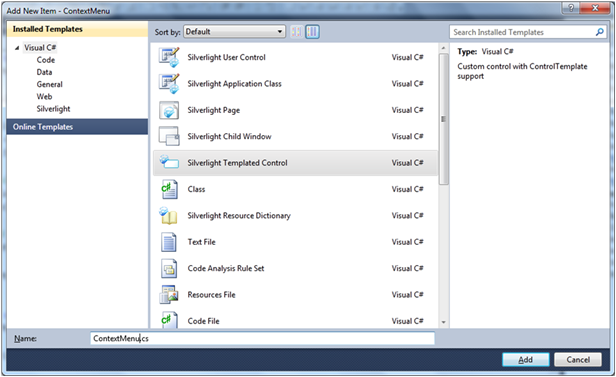 Add New Item - ContextMenu
Installed Templates
Visual C#
Code
Data
General
Web
Silverlight
Online Templates
Sort by: Default
Silverlight User Control Visual C#
Silverlight Application Class Visual C#
Silverlight Page Visual C#
Silverlight Child Window Visual C#
Silverlight Templated Control Visual C#
Class Visual C#
Silverlight Resource Dictionary Visual C#
Text File Visual C#
Code Analysis Rule Set Visual C#
Resources File Visual C#
Code File Visual C#
Search Installed Templates
Type: Visual C#
Custom control with ControlTemplate
support
Name: ContextMenu.cs
Add Cancel